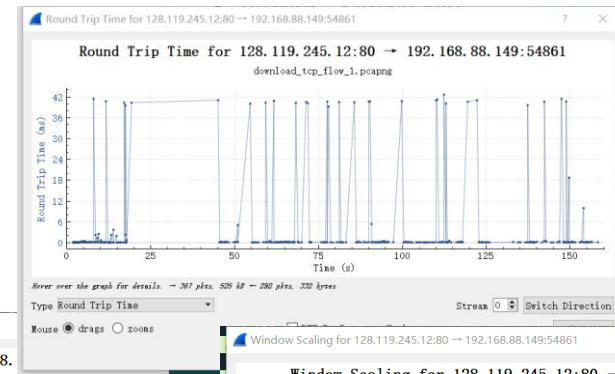 Round Trip Time for 128.119.245.12:80 → 192.168.88.149:54861
? ×
Round Trip Time for 128.119.245.12:80 → 192.168.88.149:54861
download_tcp_flow_1.pcapng
Round Trip Time (ms)
42
36
30
24
18
12
6
0
0 25 50 75 100 125 150
Time (s)
Hover over the graph for details. → 367 pkts, 525 kB ← 292 pkts, 332 bytes
Type Round Trip Time
Stream 0 Switch Direction
Mouse drags zooms
8.
Window Scaling for 128.119.245.12:80 → 192.168.88.149:54861